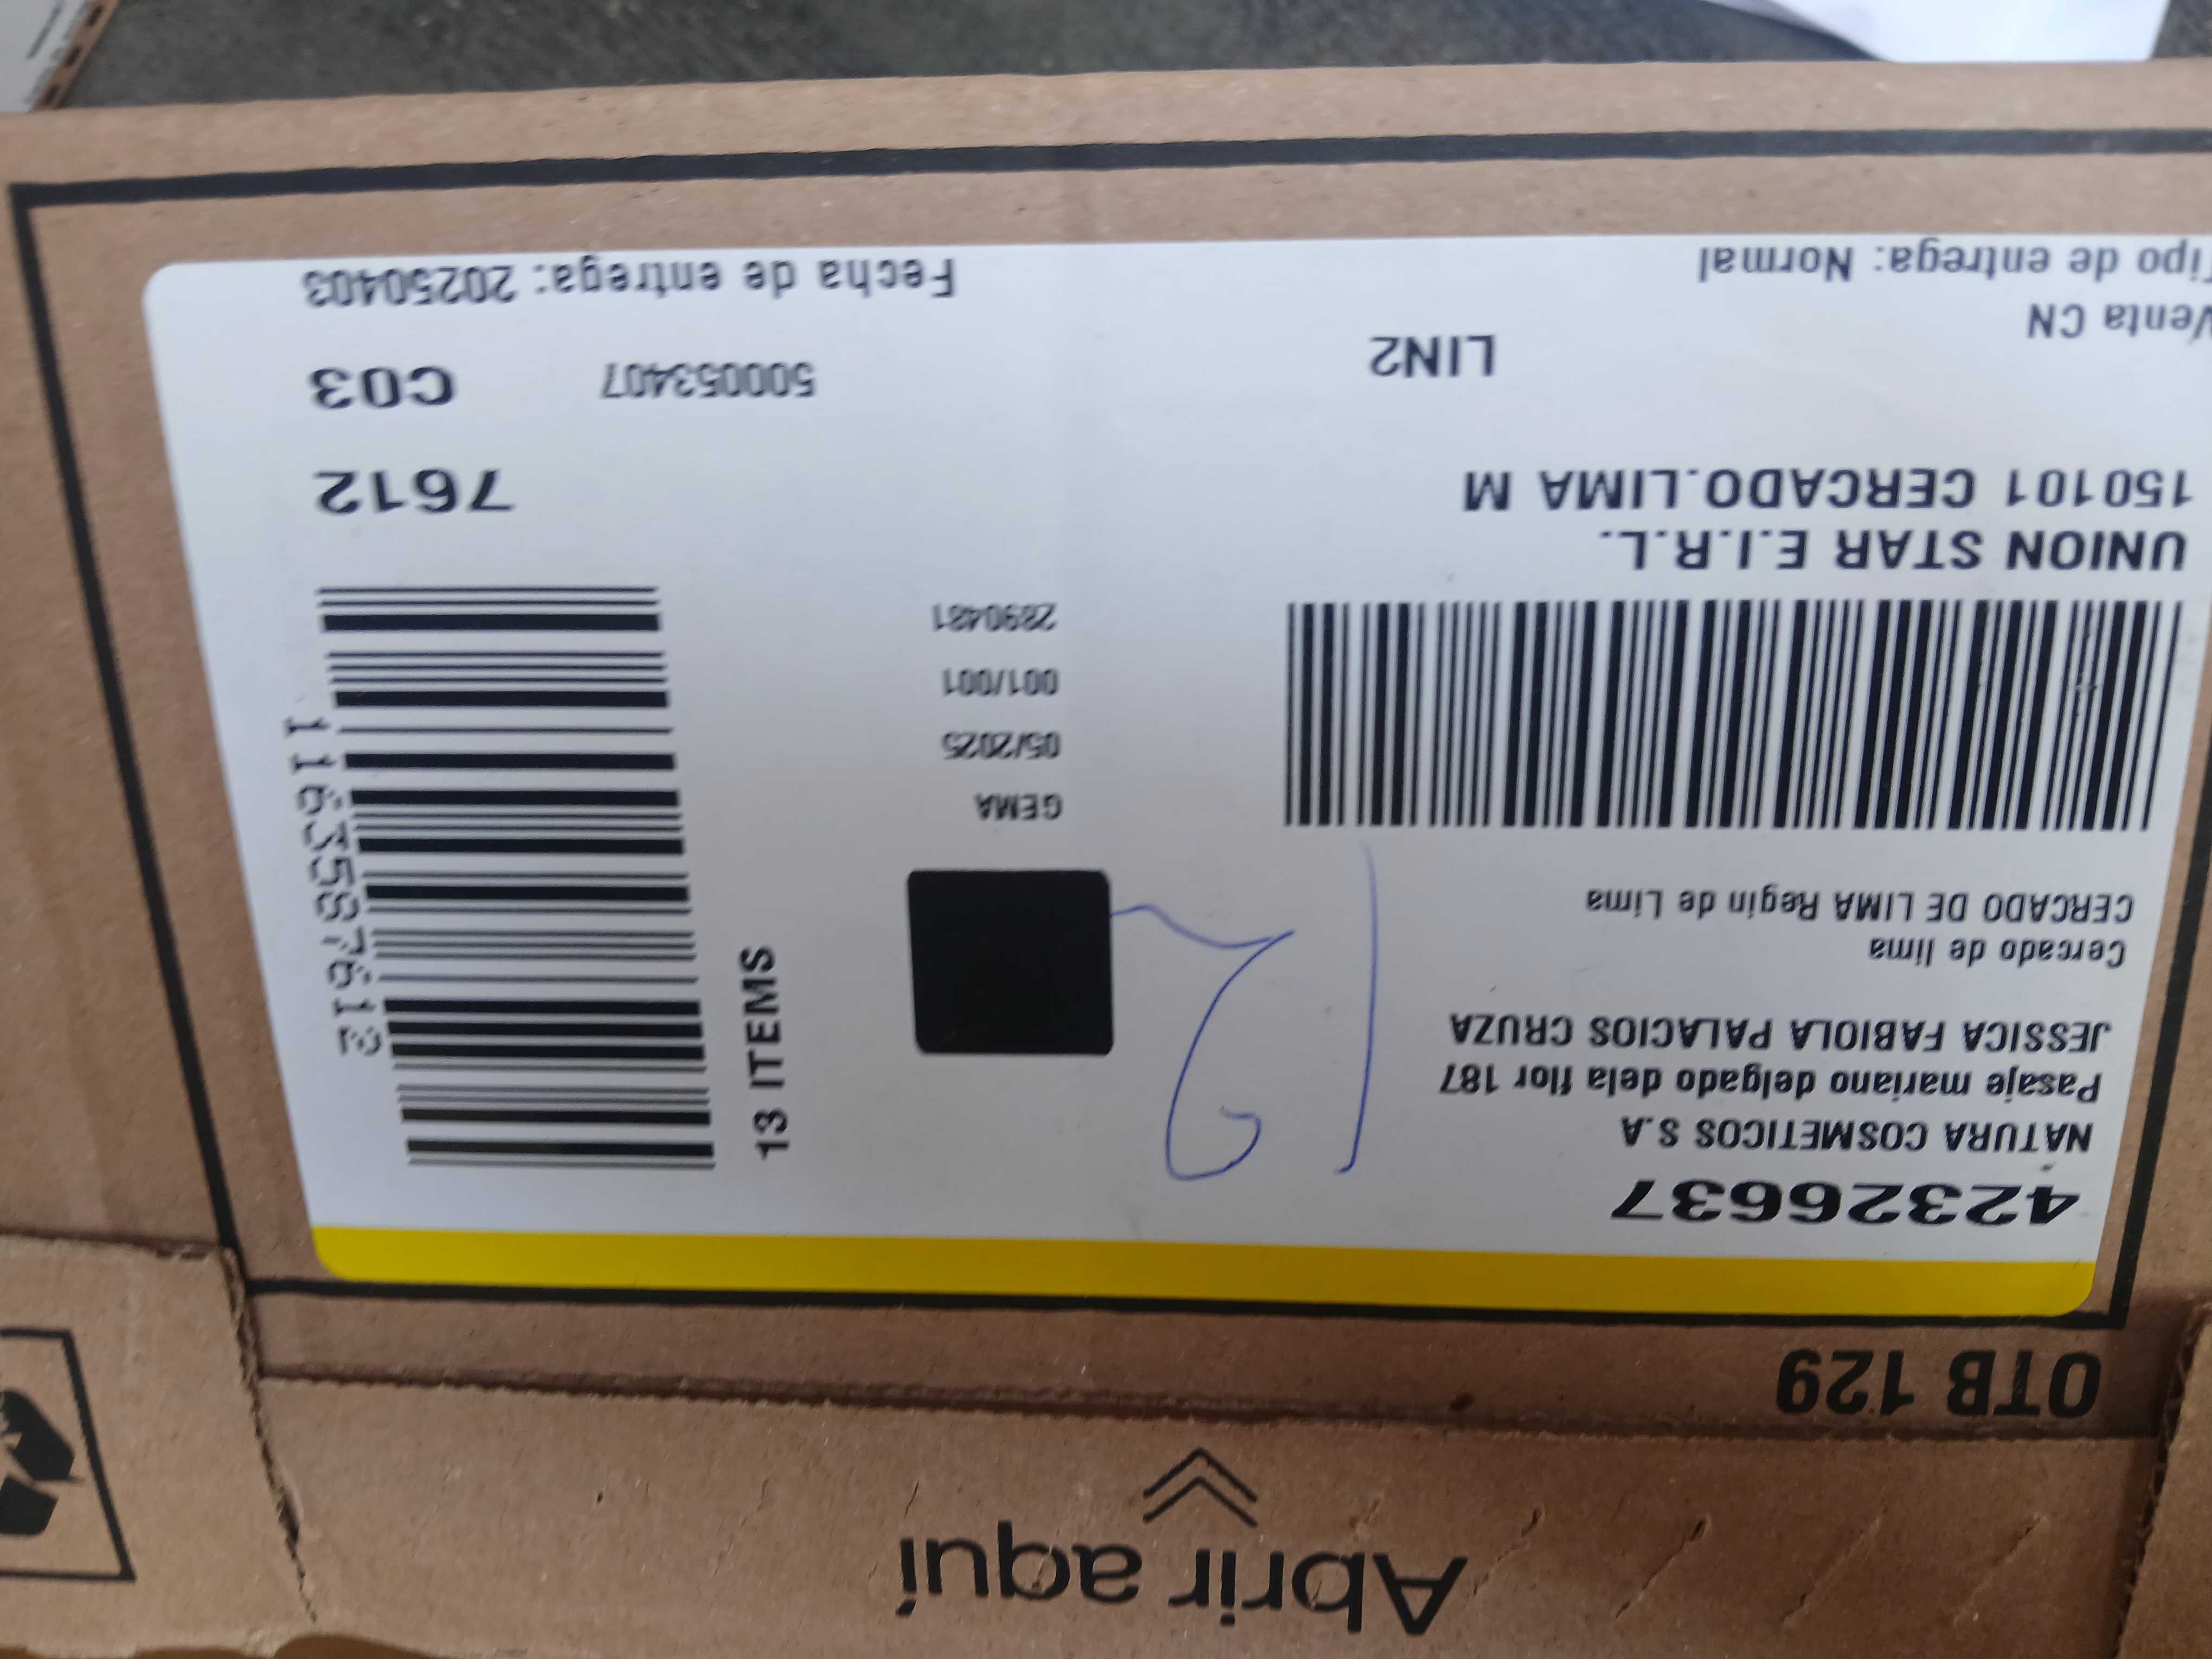 Abrir aquí
OTB 129
42326637
NATURA COSMETICOS S.A
Pasaje mariano delgado dela flor 187
JESSICA FABIOLA PALACIOS CRUZA
Cercado de lima
CERCADO DE LIMA Regin de Lima
12
13 ITEMS
GEMA
05/2025
001/001
2890481
1163587612
UNION STAR E.I.R.L.
150101 CERCADO.LIMA M
7612
LIN2
500053407
C03
Venta CN
Tipo de entrega: Normal
Fecha de entrega: 20250403